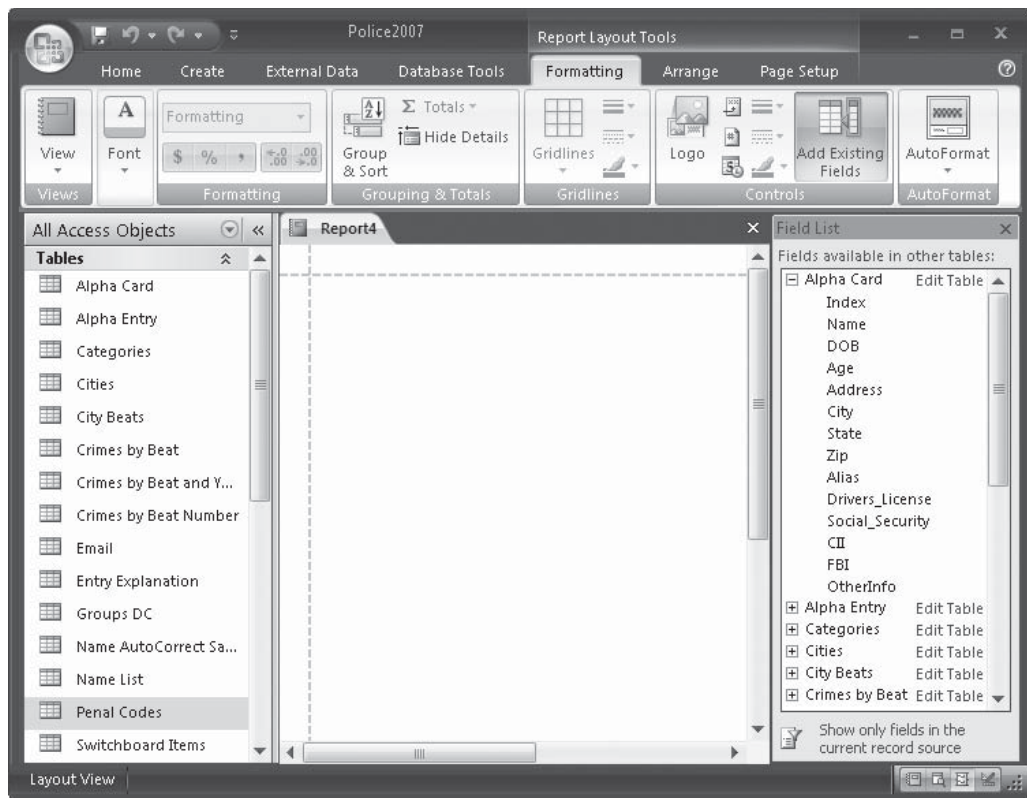 Police2007
Report Layout Tools
Home Create External Data Database Tools Formatting Arrange Page Setup
View
Views
A
Font
Formatting
$ % , .0 .00 .00 .0
Formatting
A Z
Group & Sort
Σ Totals
Hide Details
Grouping & Totals
Gridlines
Gridlines
Logo
Add Existing Fields
Controls
XXXXX
AutoFormat
AutoFormat
All Access Objects
Tables
Alpha Card
Alpha Entry
Categories
Cities
City Beats
Crimes by Beat
Crimes by Beat and Y...
Crimes by Beat Number
Email
Entry Explanation
Groups DC
Name AutoCorrect Sa...
Name List
Penal Codes
Switchboard Items
Report4
Field List
Fields available in other tables:
Alpha Card Edit Table
Index
Name
DOB
Age
Address
City
State
Zip
Alias
Drivers_License
Social_Security
CII
FBI
OtherInfo
Alpha Entry Edit Table
Categories Edit Table
Cities Edit Table
City Beats Edit Table
Crimes by Beat Edit Table
Show only fields in the
current record source
Layout View